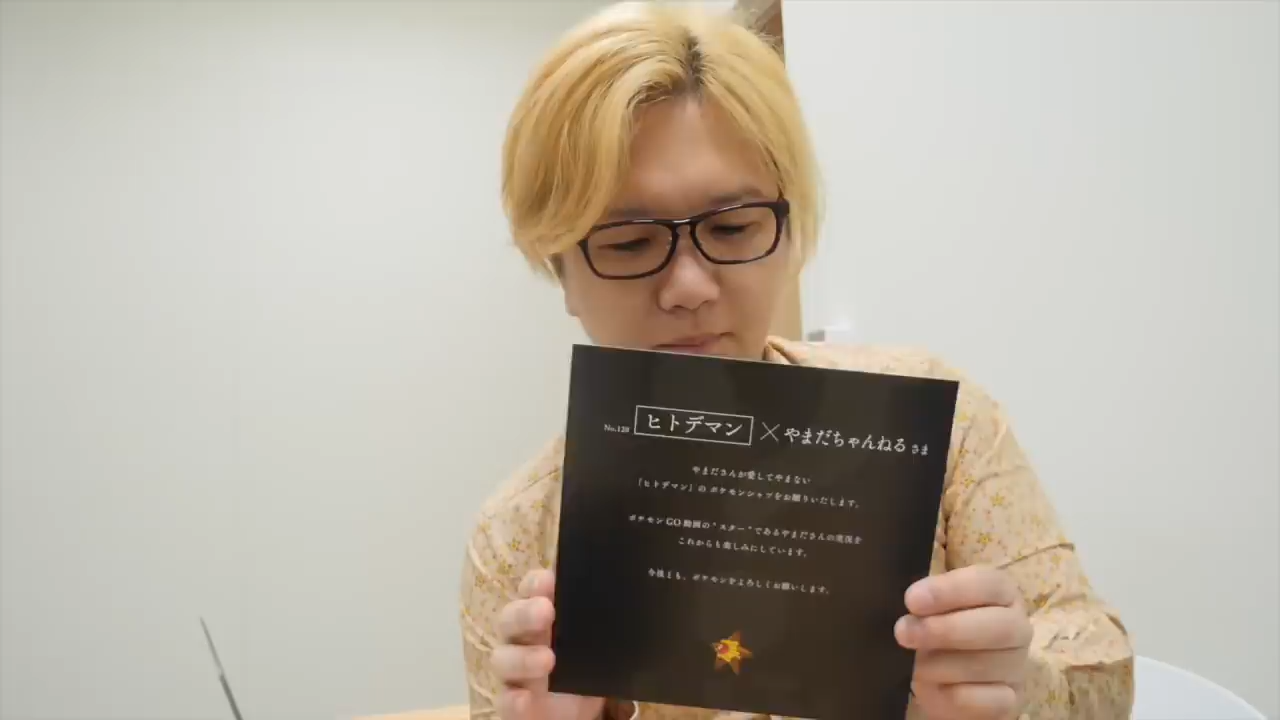 No.120 ヒトデマン × やまだちゃんねる さま
やまださんが愛してやまない
「ヒトデマン」の ポケモンシャツをお贈りいたします。
ポケモン GO 動画の"スター"であるやまださんの実況を
これからも楽しみにしています。
今後とも、ポケモンをよろしくお願いします。